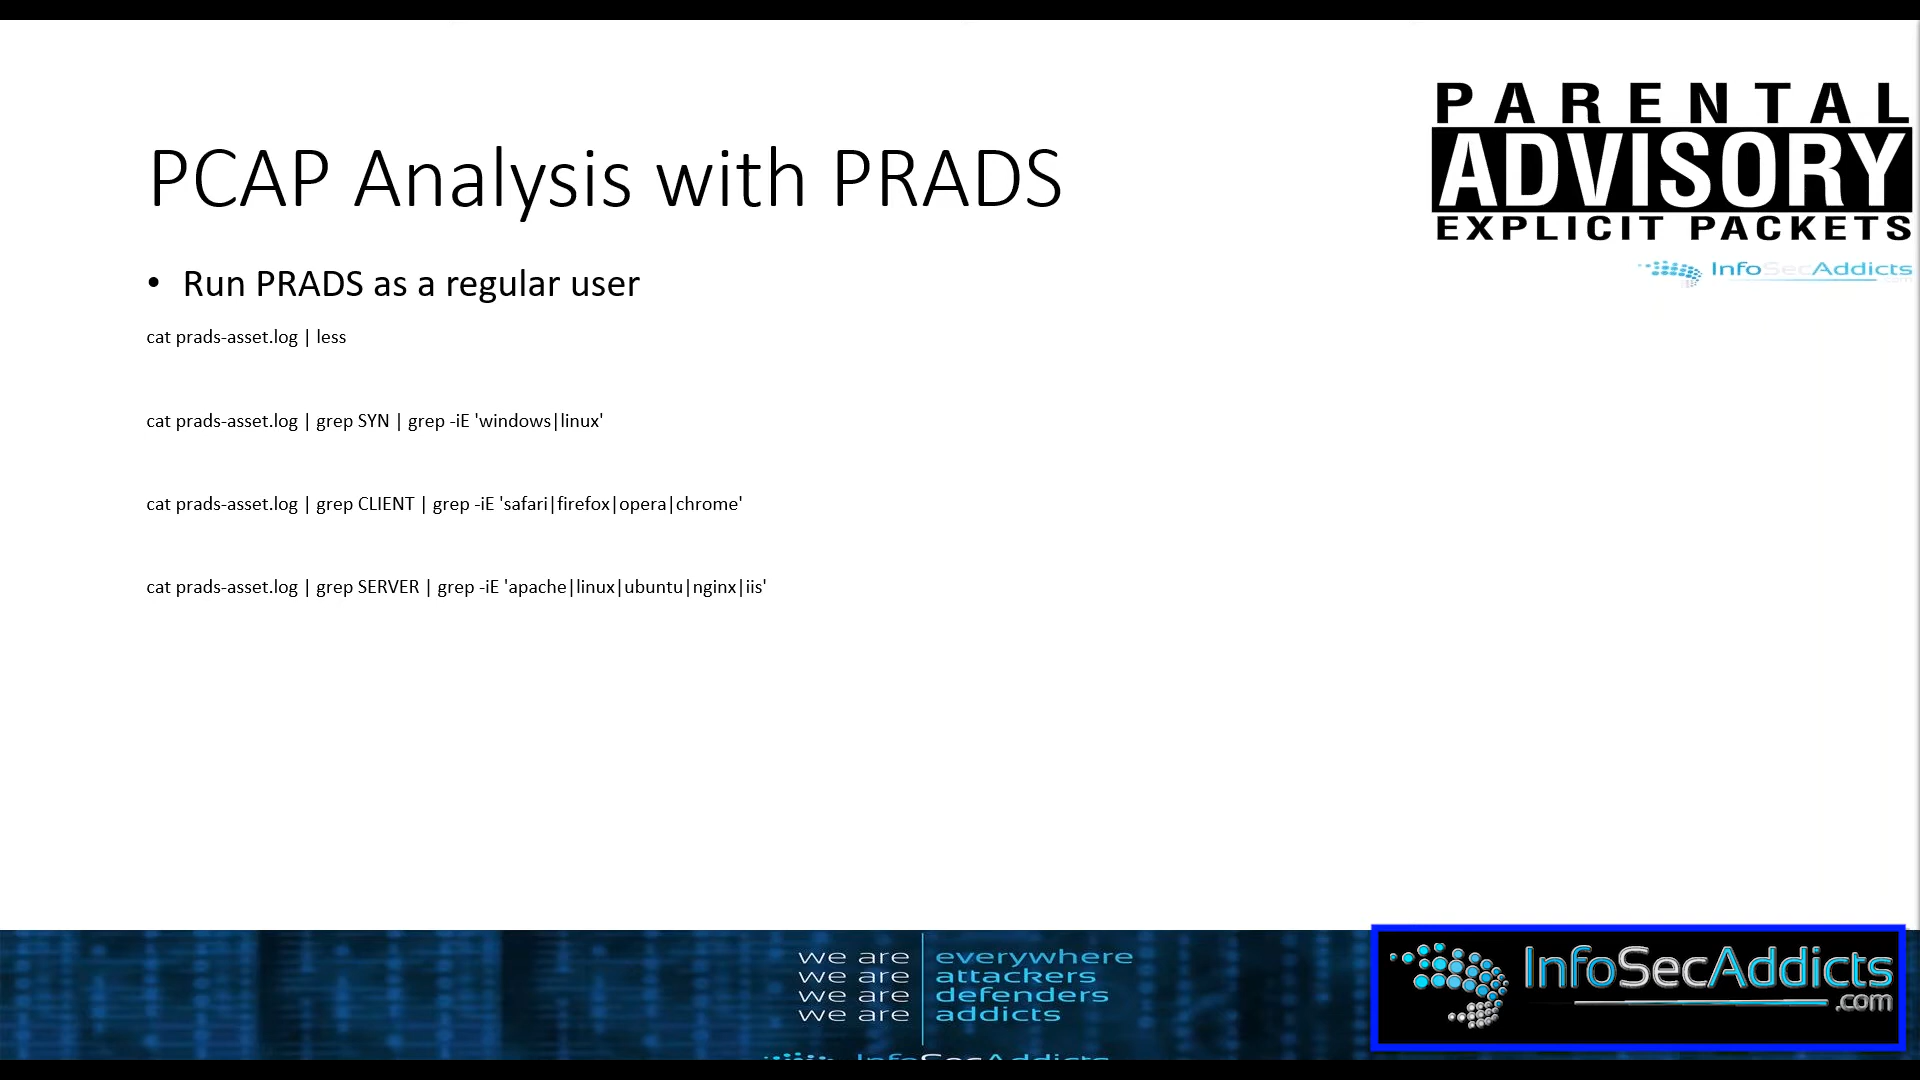 PARENTAL
ADVISORY
EXPLICIT PACKETS
InfoSecAddicts
PCAP Analysis with PRADS
• Run PRADS as a regular user
cat prads-asset.log | less
cat prads-asset.log | grep SYN | grep -iE 'windows|linux'
cat prads-asset.log | grep CLIENT | grep -iE 'safari|firefox|opera|chrome'
cat prads-asset.log | grep SERVER | grep -iE 'apache|linux|ubuntu|nginx|iis'
we are everywhere
we are attackers
we are defenders
we are addicts
InfoSecAddicts
InfoSecAddicts
.com